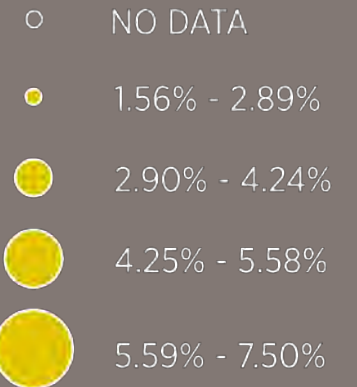 NO DATA
1.56% - 2.89%
2.90% - 4.24%
4.25% - 5.58%
5.59% - 7.50%